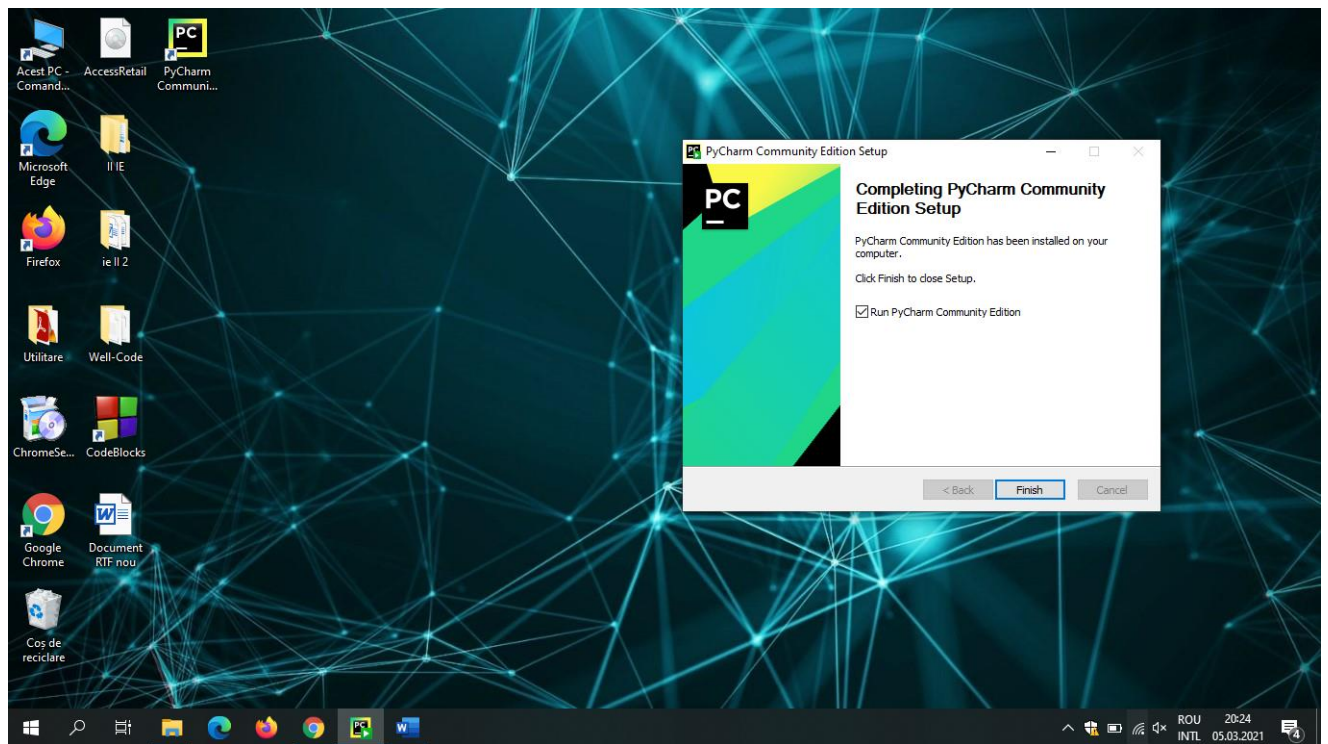 Acest PC -
Comand...
AccessRetail
PC
PyCharm
Communi...
Microsoft
Edge
II IE
Firefox
ie II 2
Utilitare
Well-Code
ChromeSe...
CodeBlocks
Google
Chrome
W
Document
RTF nou
Coș de
reciclare
PC PyCharm Community Edition Setup
PC
Completing PyCharm Community
Edition Setup
PyCharm Community Edition has been installed on your
computer.
Click Finish to close Setup.
Run PyCharm Community Edition
< Back
Finish
Cancel
PC
W
ROU
INTL
20:24
05.03.2021
4